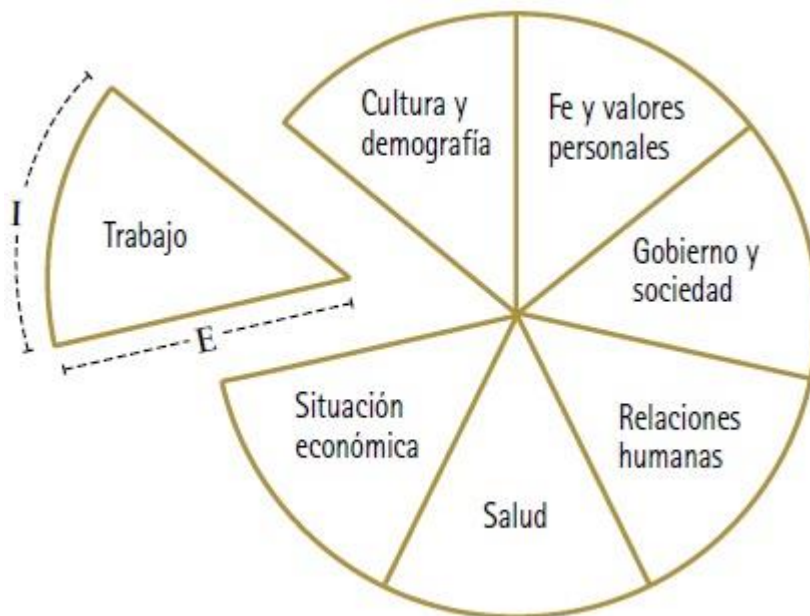 Cultura y
demografía
Fe y valores
personales
I
Trabajo
Gobierno y
sociedad
E
Situación
económica
Relaciones
humanas
Salud